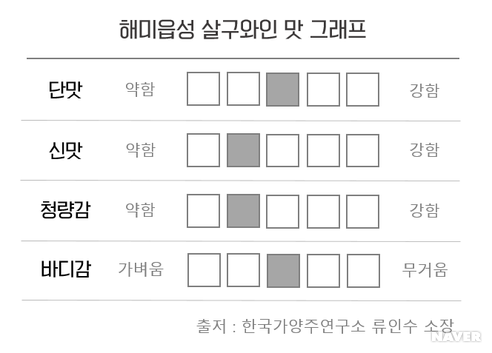 해미읍성 살구와인 맛 그래프
단맛 약함 강함
신맛 약함 강함
청량감 약함 강함
바디감 가벼움 무거움
출처 : 한국가양주연구소 류인수 소장
NAVER